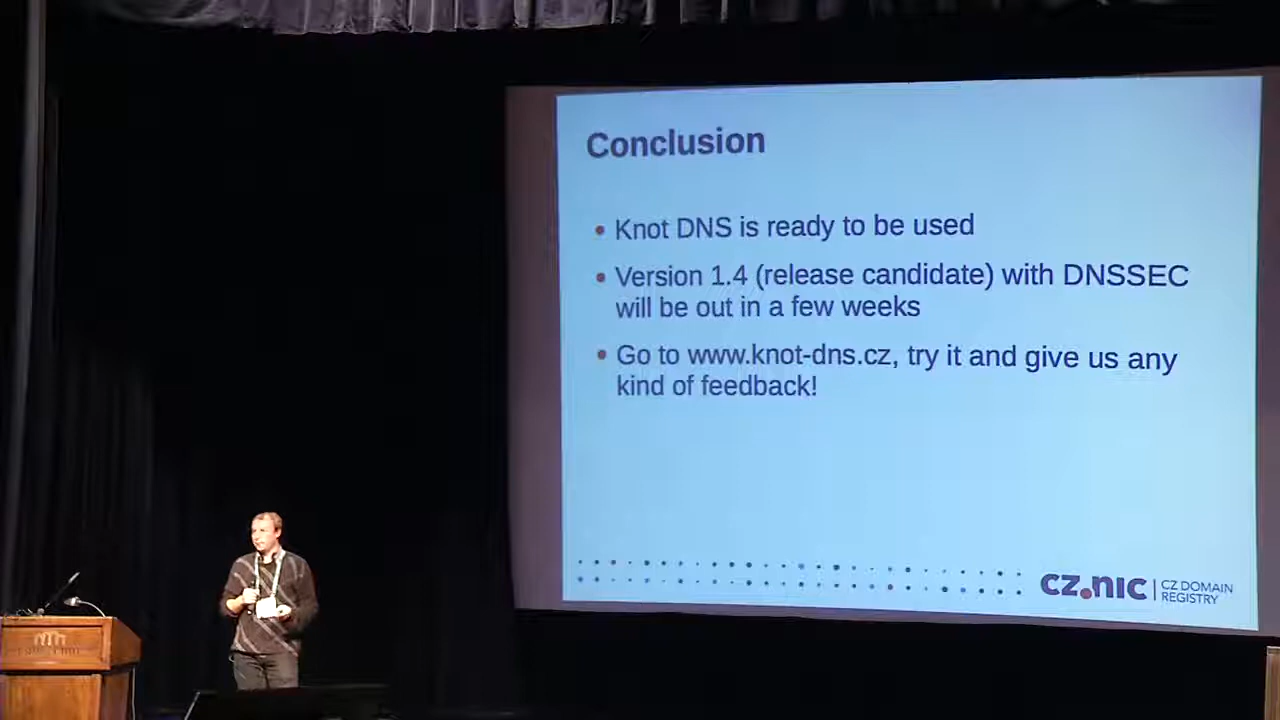 Conclusion
• Knot DNS is ready to be used
• Version 1.4 (release candidate) with DNSSEC
will be out in a few weeks
• Go to www.knot-dns.cz, try it and give us any
kind of feedback!
cz.nic | CZ DOMAIN
REGISTRY